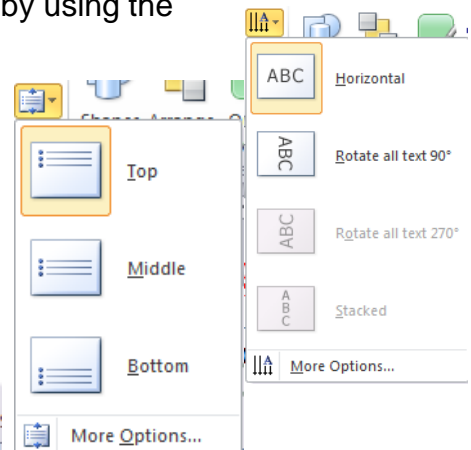 by using the
Top
Middle
Bottom
More Options...
ABC Horizontal
ABC Rotate all text 90°
ABC Rotate all text 270°
A
B
C
Stacked
More Options...